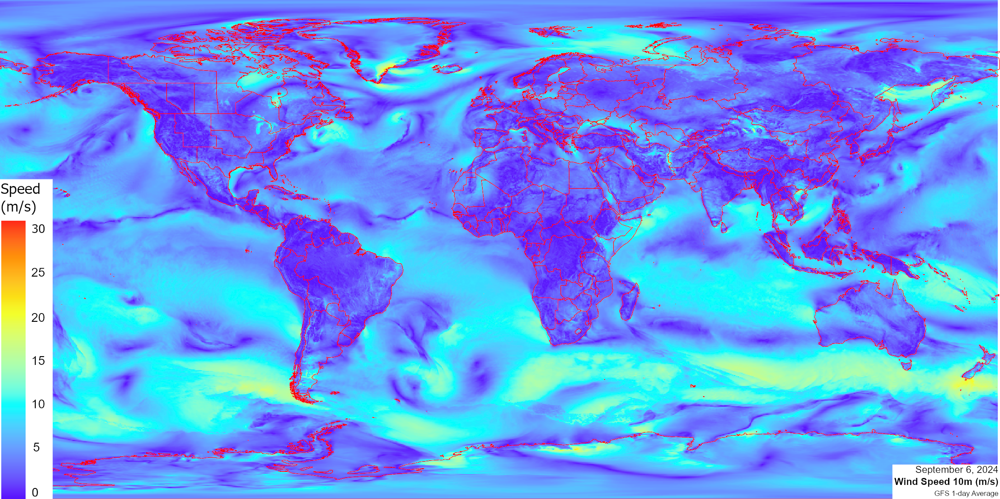 Speed
(m/s)
30
25
20
15
10
5
0
September 6, 2024
Wind Speed 10m (m/s)
GFS 1-day Average